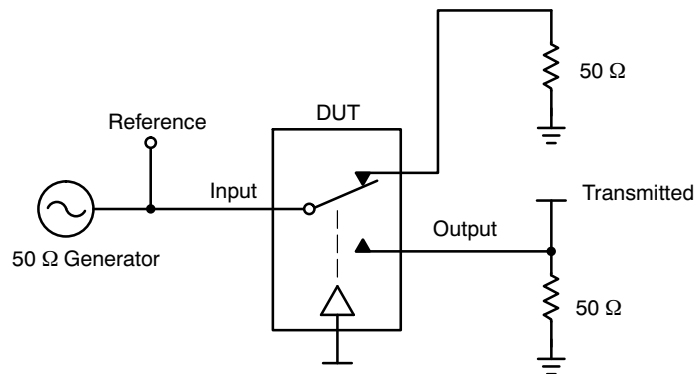 50 Ω
DUT
Reference
Input
Transmitted
Output
50 Ω Generator
50 Ω